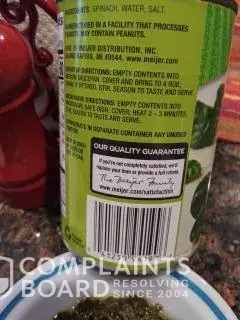 INGREDIENTS: SPINACH, WATER, SALT.
IN A FACILITY THAT PROCESSES
MAY CONTAIN PEANUTS.
MEIJER DISTRIBUTION, INC.
RAPIDS, MI 49544 www.meijer.com
DIRECTIONS: EMPTY CONTENTS INTO
SAUCEPAN. COVER AND BRING TO A BOIL,
STIR. SEASON TO TASTE AND SERVE.
DIRECTIONS: EMPTY CONTENTS INTO
DISH. COVER; HEAT 2 – 3 MINUTES.
SEASON TO TASTE AND SERVE.
IN SEPARATE CONTAINER ANY UNUSED
OUR QUALITY GUARANTEE
If you're not completely satisfied, we'll
replace your item or provide a full refund.
The Meijer Family
www.meijer.com/satisfaction
COMPLAINTS
BOARD
RESOLVING
SINCE 2004